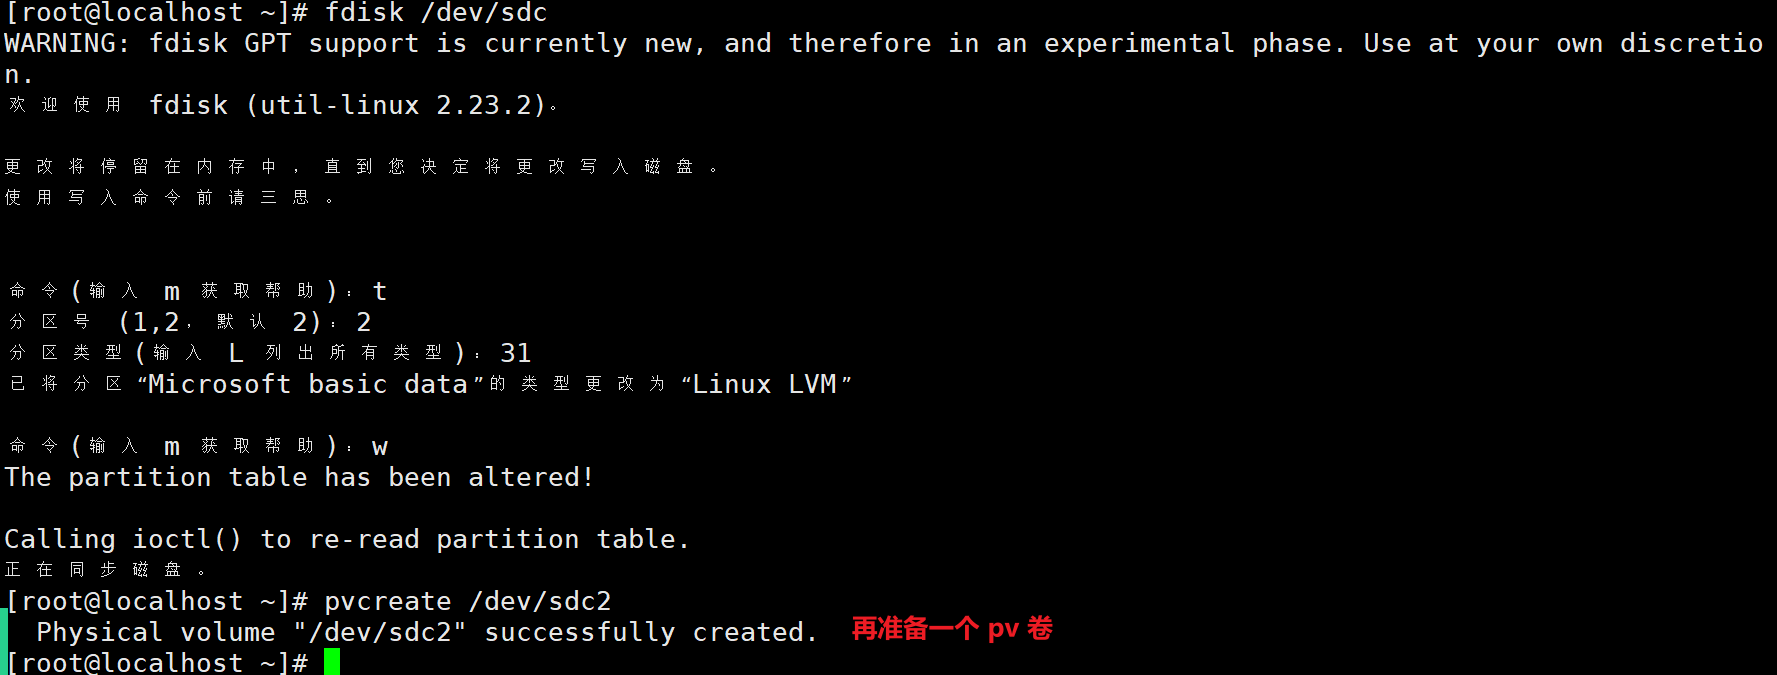 [root@localhost ~]# fdisk /dev/sdc
WARNING: fdisk GPT support is currently new, and therefore in an experimental phase. Use at your own discretio
n.
欢迎使用 fdisk (util-linux 2.23.2)。
更改将停留在内存中，直到您决定将更改写入磁盘。
使用写入命令前请三思。
命令(输入 m 获取帮助)：t
分区号 (1,2，默认 2)：2
分区类型(输入 L 列出所有类型)：31
已将分区“Microsoft basic data”的类型更改为“Linux LVM”
命令(输入 m 获取帮助)：w
The partition table has been altered!
Calling ioctl() to re-read partition table.
正在同步磁盘。
[root@localhost ~]# pvcreate /dev/sdc2
Physical volume "/dev/sdc2" successfully created. 再准备一个 pv 卷
[root@localhost ~]#